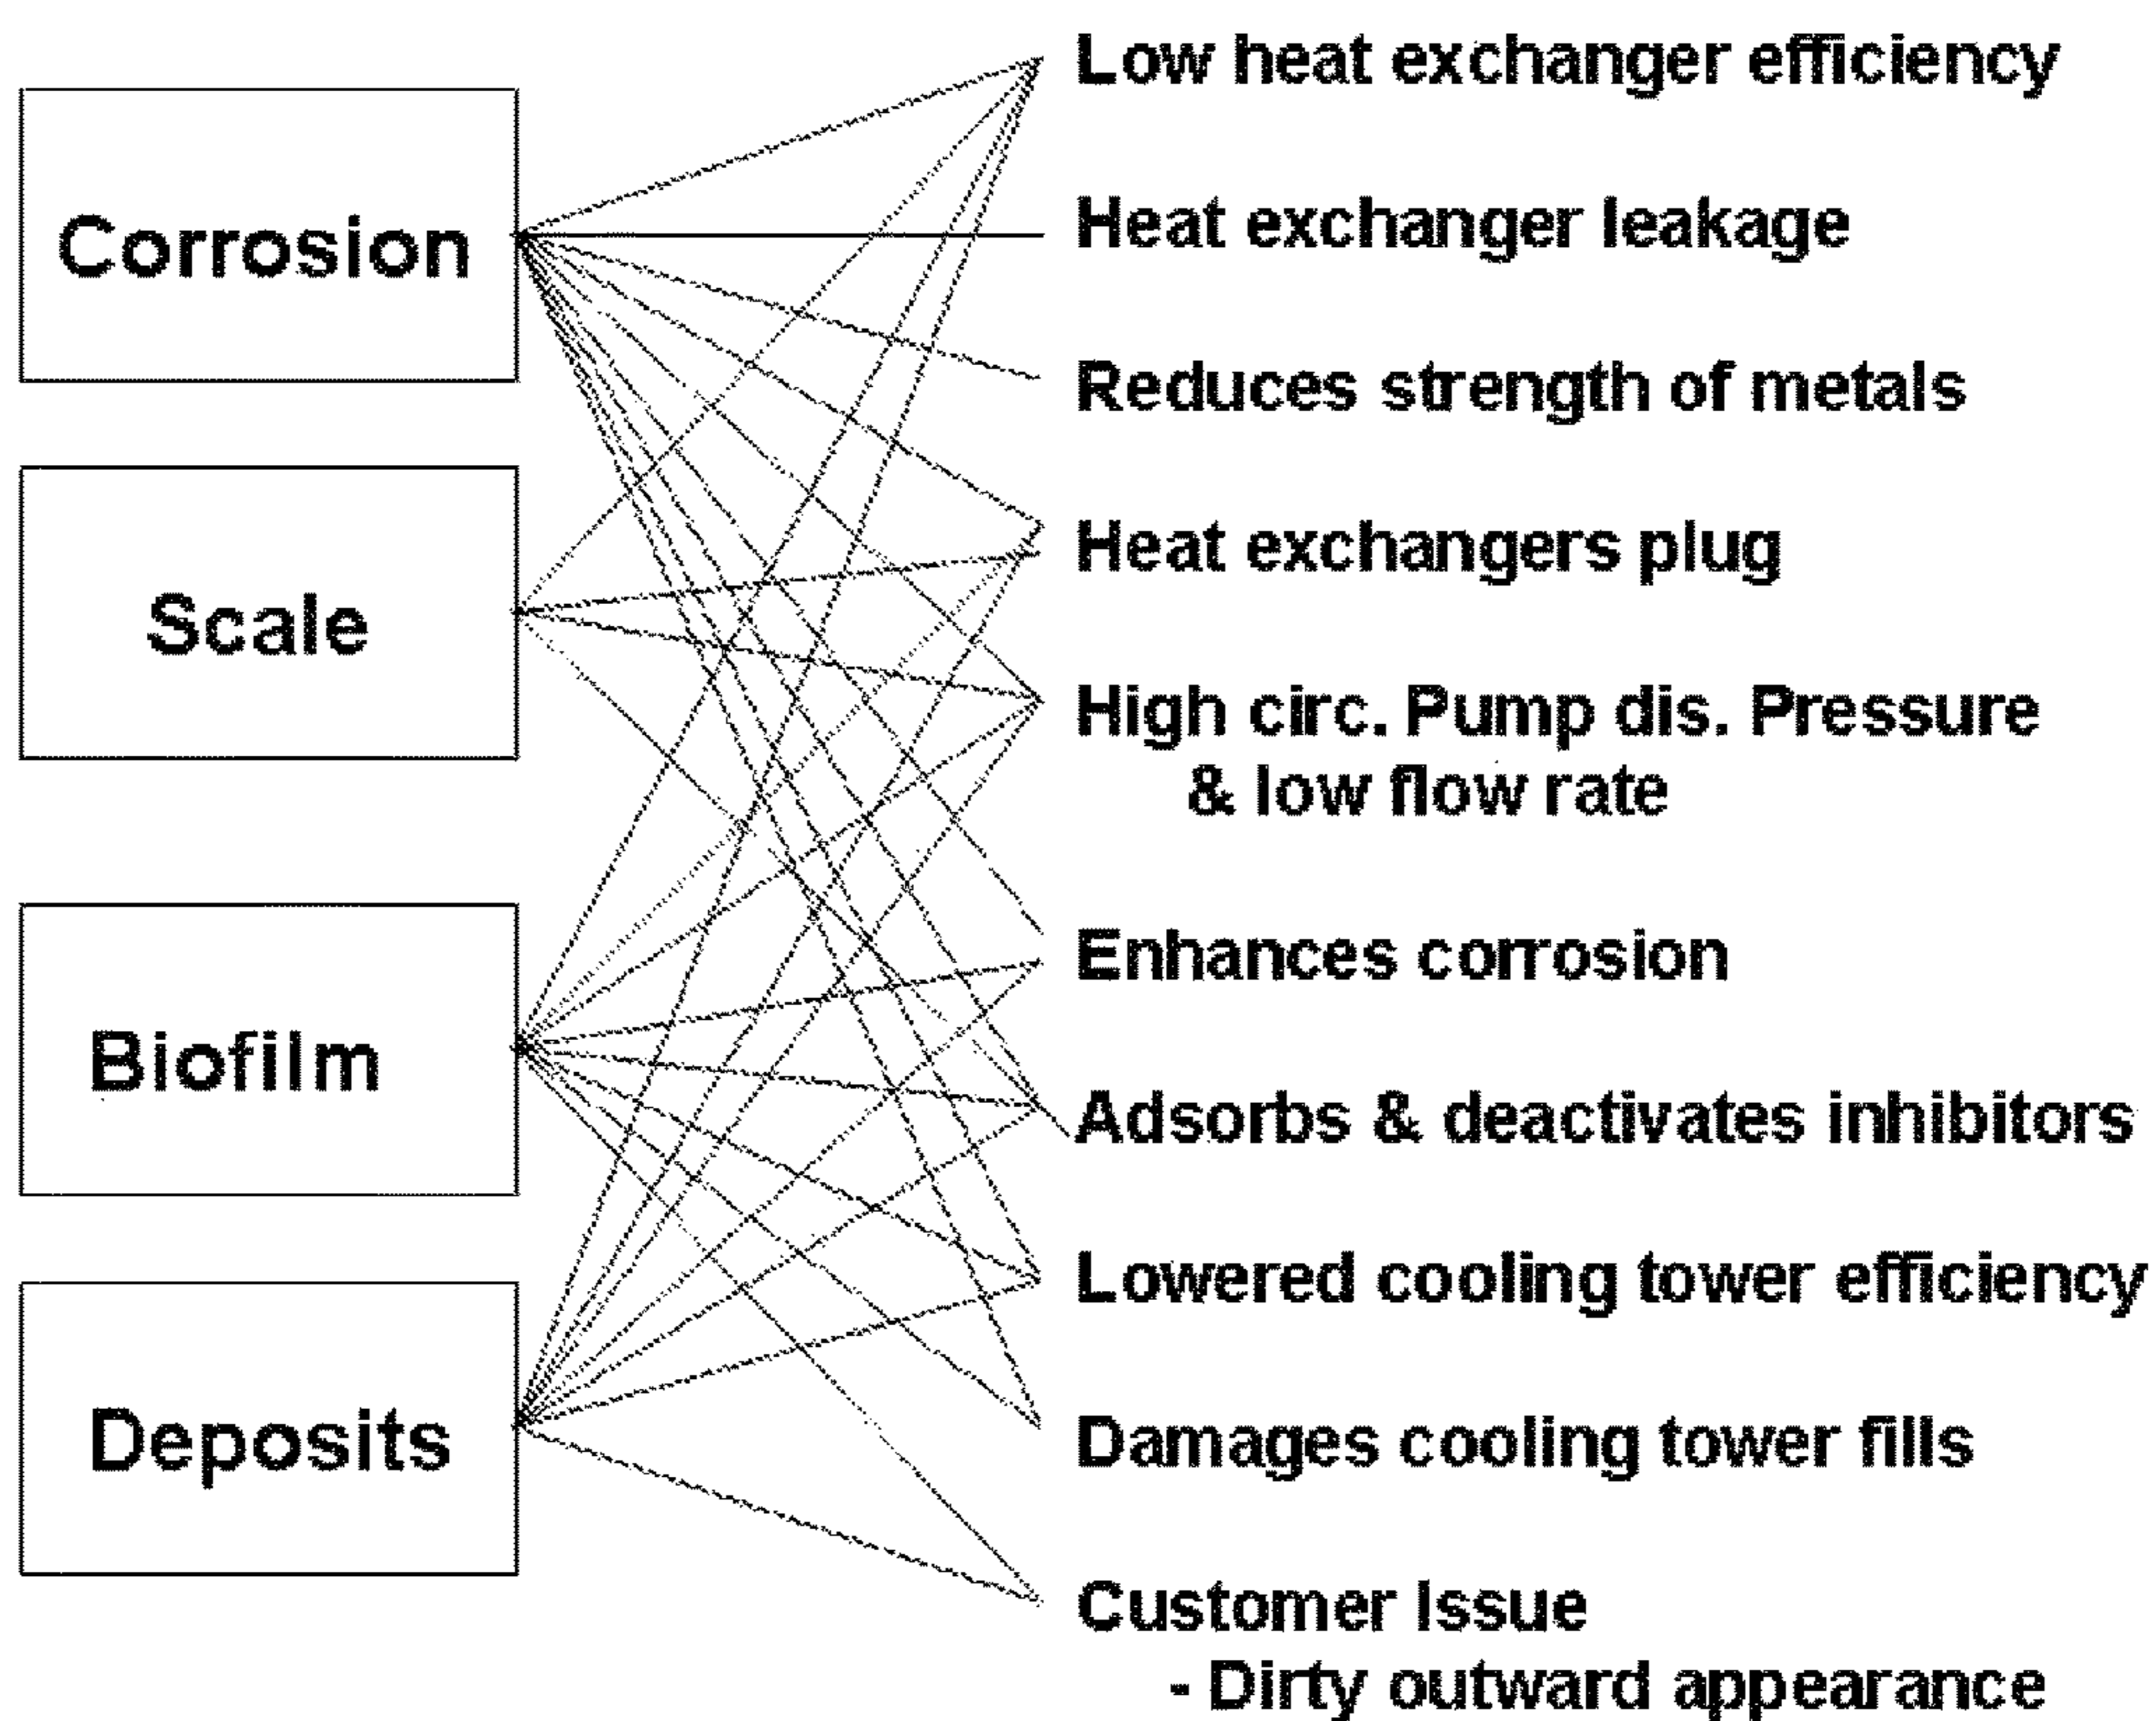 Corrosion
Scale
Biofilm
Deposits
Low heat exchanger efficiency
Heat exchanger leakage
Reduces strength of metals
Heat exchangers plug
High circ. Pump dis. Pressure
& low flow rate
Enhances corrosion
Adsorbs & deactivates inhibitors
Lowered cooling tower efficiency
Damages cooling tower fills
Customer Issue
- Dirty outward appearance